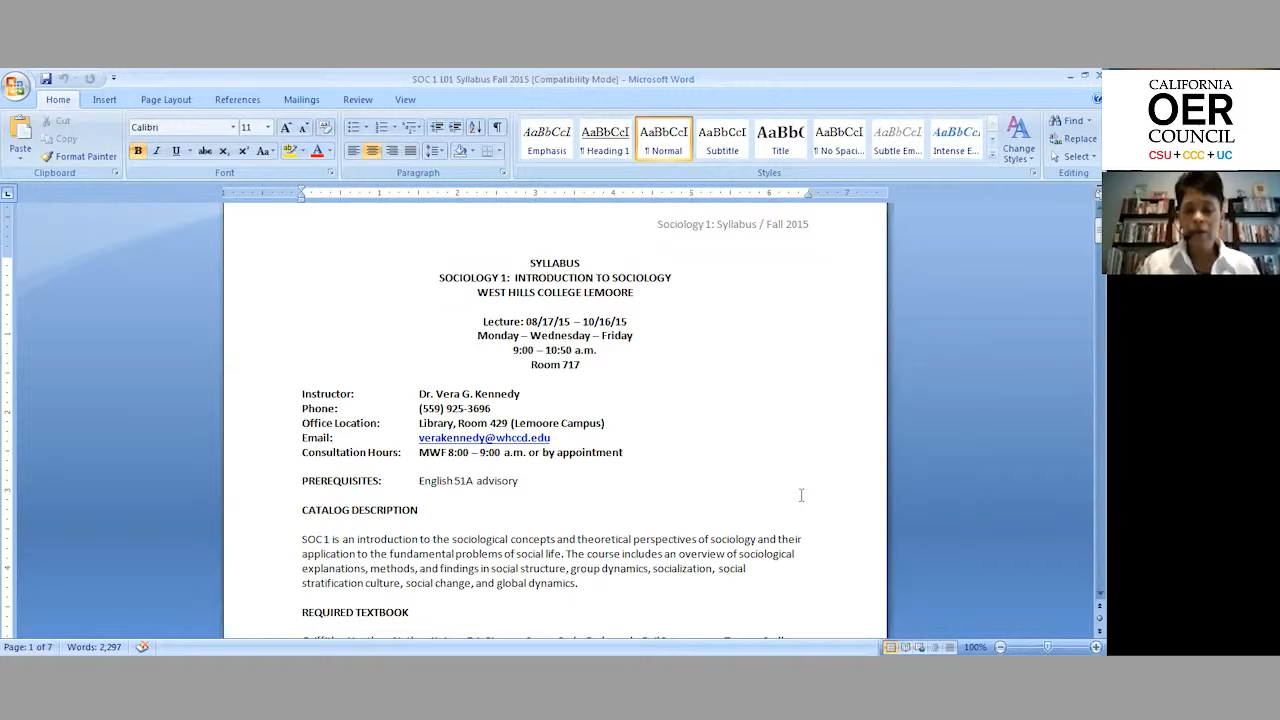 SOC 1 L01 Syllabus Fall 2015 [Compatibility Mode] - Microsoft Word
Home Insert Page Layout References Mailings Review View
Cut
Copy
Paste
Format Painter
Clipboard
Calibri 11
Font
Paragraph
AaBbCcI AaBbCcI AaBbCcI AaBbCcI AaBbC AaBbCcI AaBbCcI AaBbCc
Emphasis ¶ Heading 1 ¶ Normal Subtitle Title ¶ No Spaci... Subtle Em... Intense E...
Change Styles
Styles
Find
Replace
Select
Editing
CALIFORNIA
OER
COUNCIL
CSU + CCC + UC
Sociology 1: Syllabus / Fall 2015
SYLLABUS
SOCIOLOGY 1: INTRODUCTION TO SOCIOLOGY
WEST HILLS COLLEGE LEMOORE
Lecture: 08/17/15 – 10/16/15
Monday – Wednesday – Friday
9:00 – 10:50 a.m.
Room 717
Instructor: Dr. Vera G. Kennedy
Phone: (559) 925-3696
Office Location: Library, Room 429 (Lemoore Campus)
Email: verakennedy@whccd.edu
Consultation Hours: MWF 8:00 – 9:00 a.m. or by appointment
PREREQUISITES: English 51A advisory
CATALOG DESCRIPTION
SOC 1 is an introduction to the sociological concepts and theoretical perspectives of sociology and their
application to the fundamental problems of social life. The course includes an overview of sociological
explanations, methods, and findings in social structure, group dynamics, socialization, social
stratification culture, social change, and global dynamics.
REQUIRED TEXTBOOK
Page: 1 of 7 Words: 2,297 100%